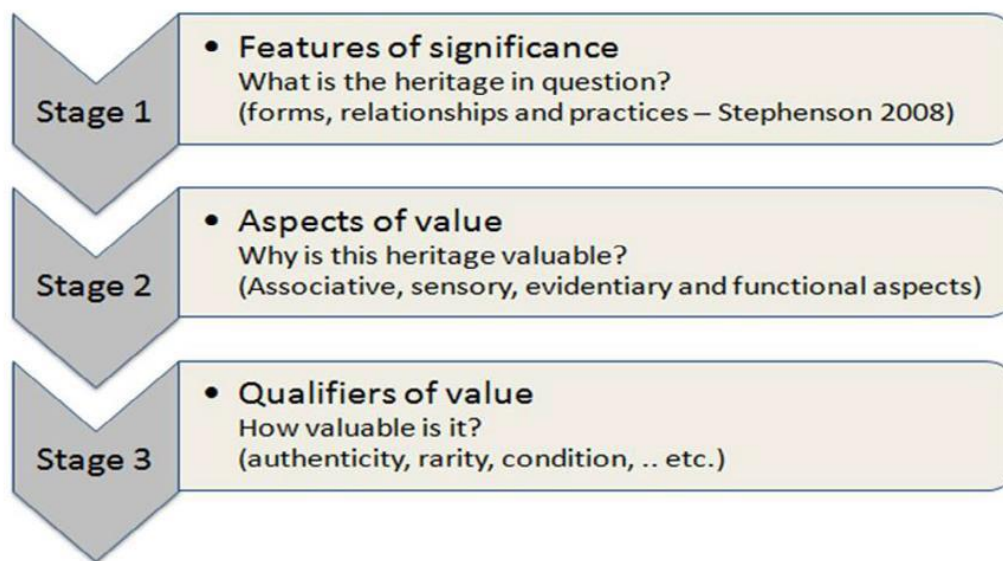 Stage 1
• Features of significance
What is the heritage in question?
(forms, relationships and practices – Stephenson 2008)
Stage 2
• Aspects of value
Why is this heritage valuable?
(Associative, sensory, evidentiary and functional aspects)
Stage 3
• Qualifiers of value
How valuable is it?
(authenticity, rarity, condition, .. etc.)